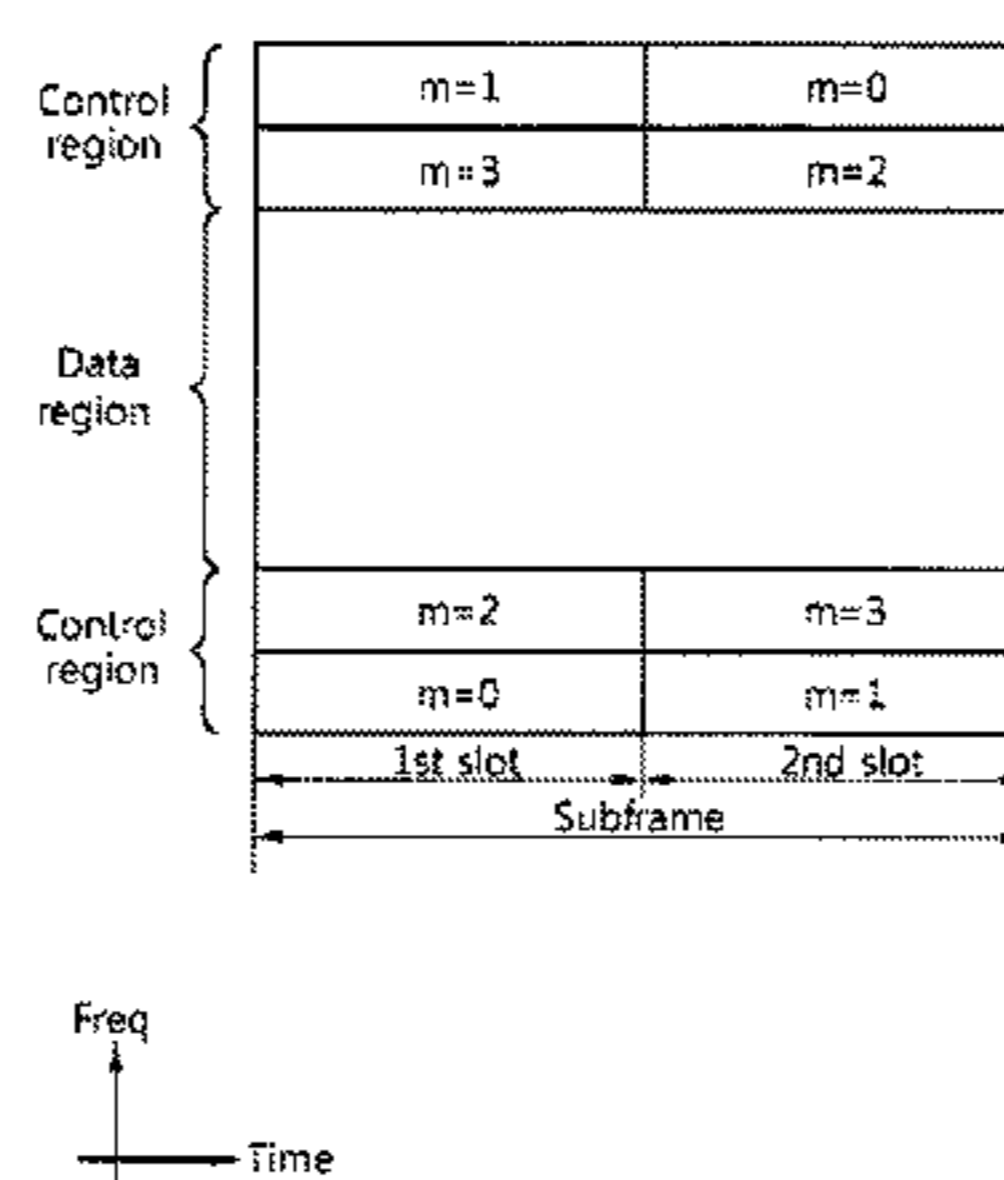 Control
region
m=1
m=0
m=3
m=2
Data
region
Control
region
m=2
m=3
m=0
m=1
1st slot
2nd slot
Subframe
Freq
Time